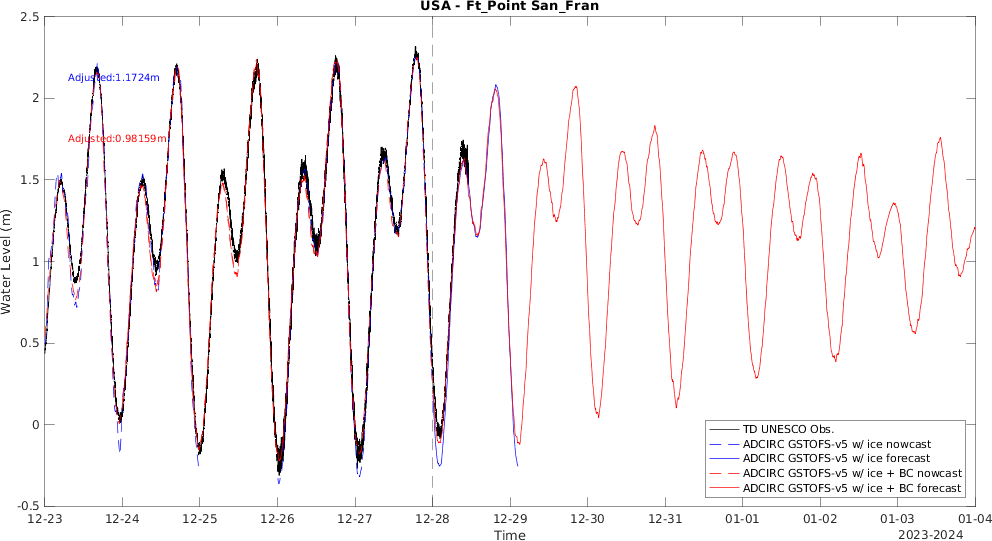 USA - Ft_Point San_Fran
2.5
2
1.5
1
0.5
0
-0.5
Water Level (m)
Adjusted:1.1724m
Adjusted:0.98159m
TD UNESCO Obs.
ADCIRC GSTOFS-v5 w/ ice nowcast
ADCIRC GSTOFS-v5 w/ ice forecast
ADCIRC GSTOFS-v5 w/ ice + BC nowcast
ADCIRC GSTOFS-v5 w/ ice + BC forecast
12-23 12-24 12-25 12-26 12-27 12-28 12-29 12-30 12-31 01-01 01-02 01-03 01-04
Time
2023-2024